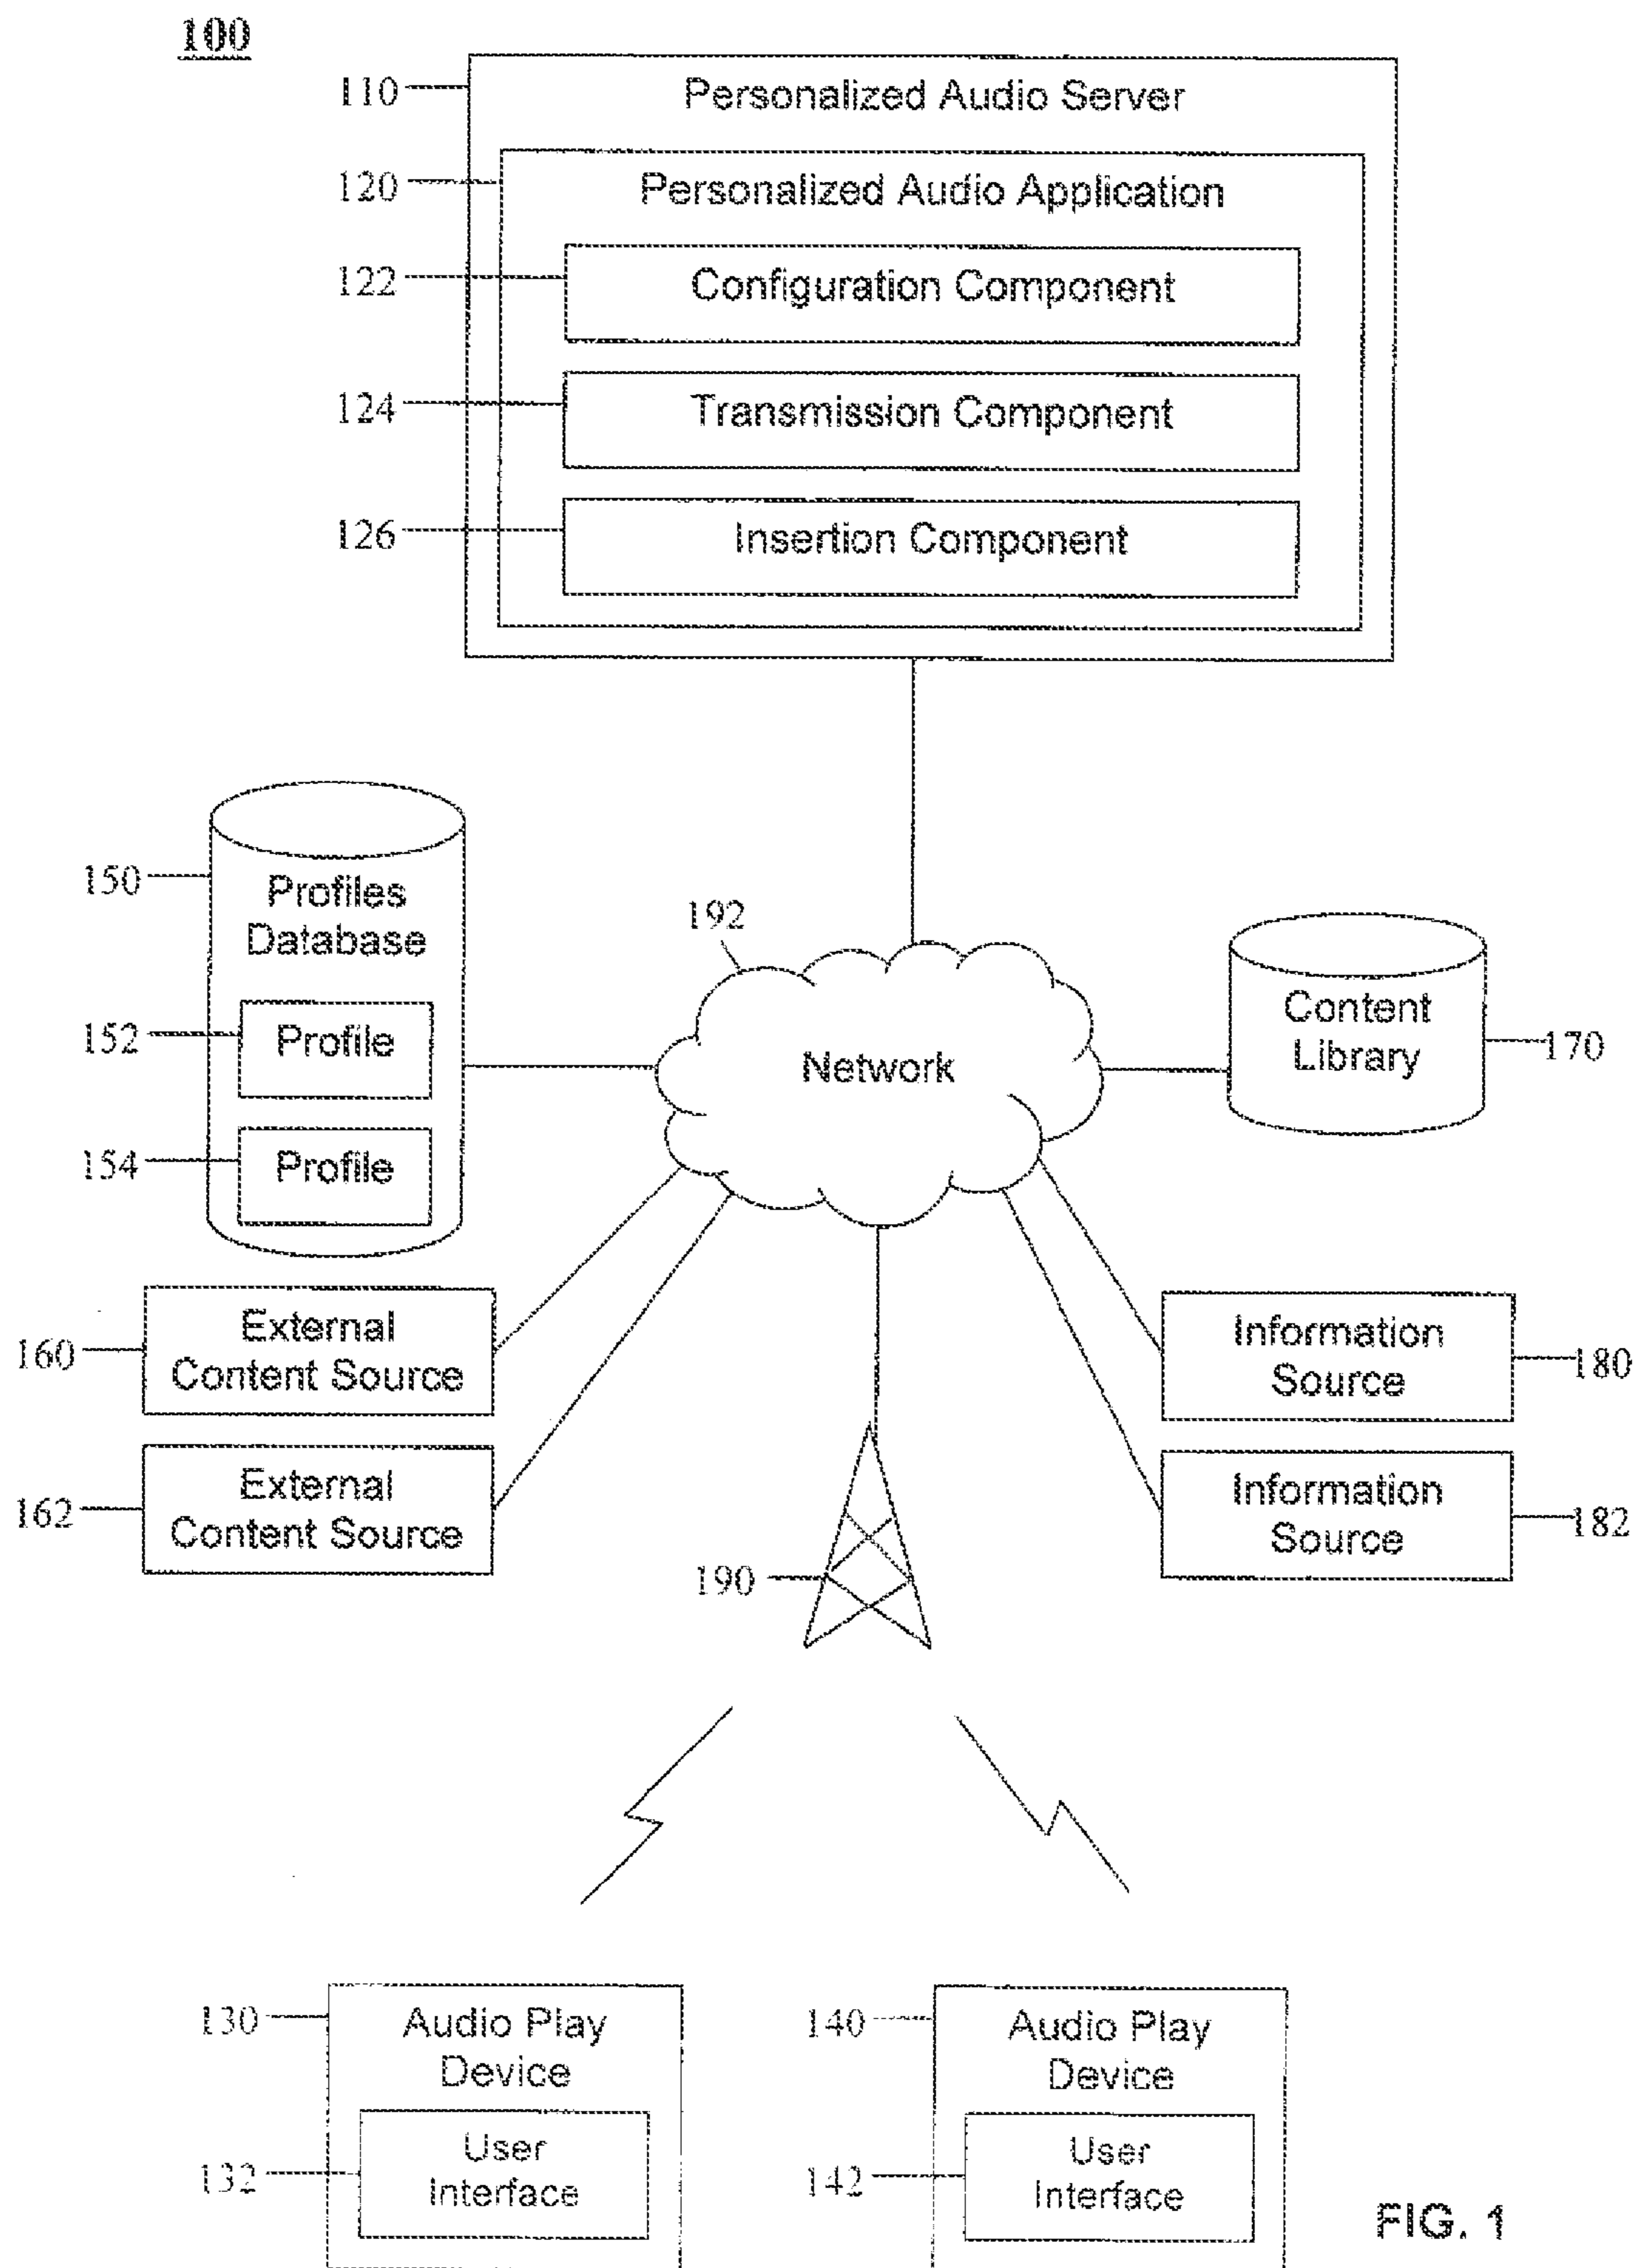 100
110
Personalized Audio Server
120
Personalized Audio Application
122
Configuration Component
124
Transmission Component
126
Insertion Component
150
Profiles
Database
152
Profile
154
Profile
192
Network
Content
Library
170
160
External
Content Source
162
External
Content Source
Information
Source
180
Information
Source
182
190
130
Audio Play
Device
132
User
Interface
140
Audio Play
Device
142
User
Interface
FIG. 1